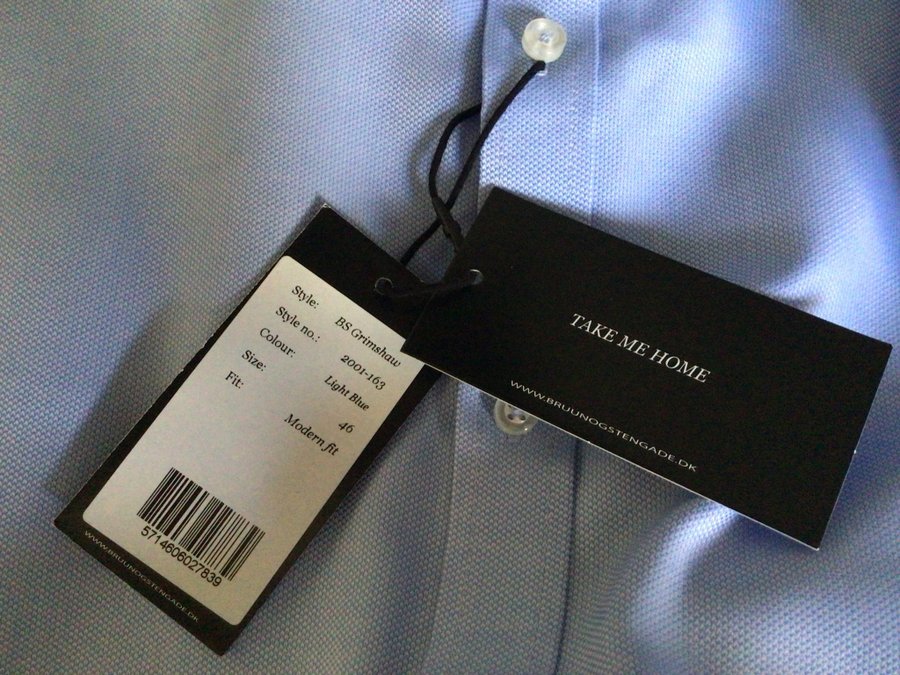 Style: BS Grimshaw
Style no.: 2001-163
Colour: Light Blue
Size: 46
Fit: Modern fit
5714606027839
WWW.BRUUNOGSTENGADE.DK
TAKE ME HOME
WWW.BRUUNOGSTENGADE.DK